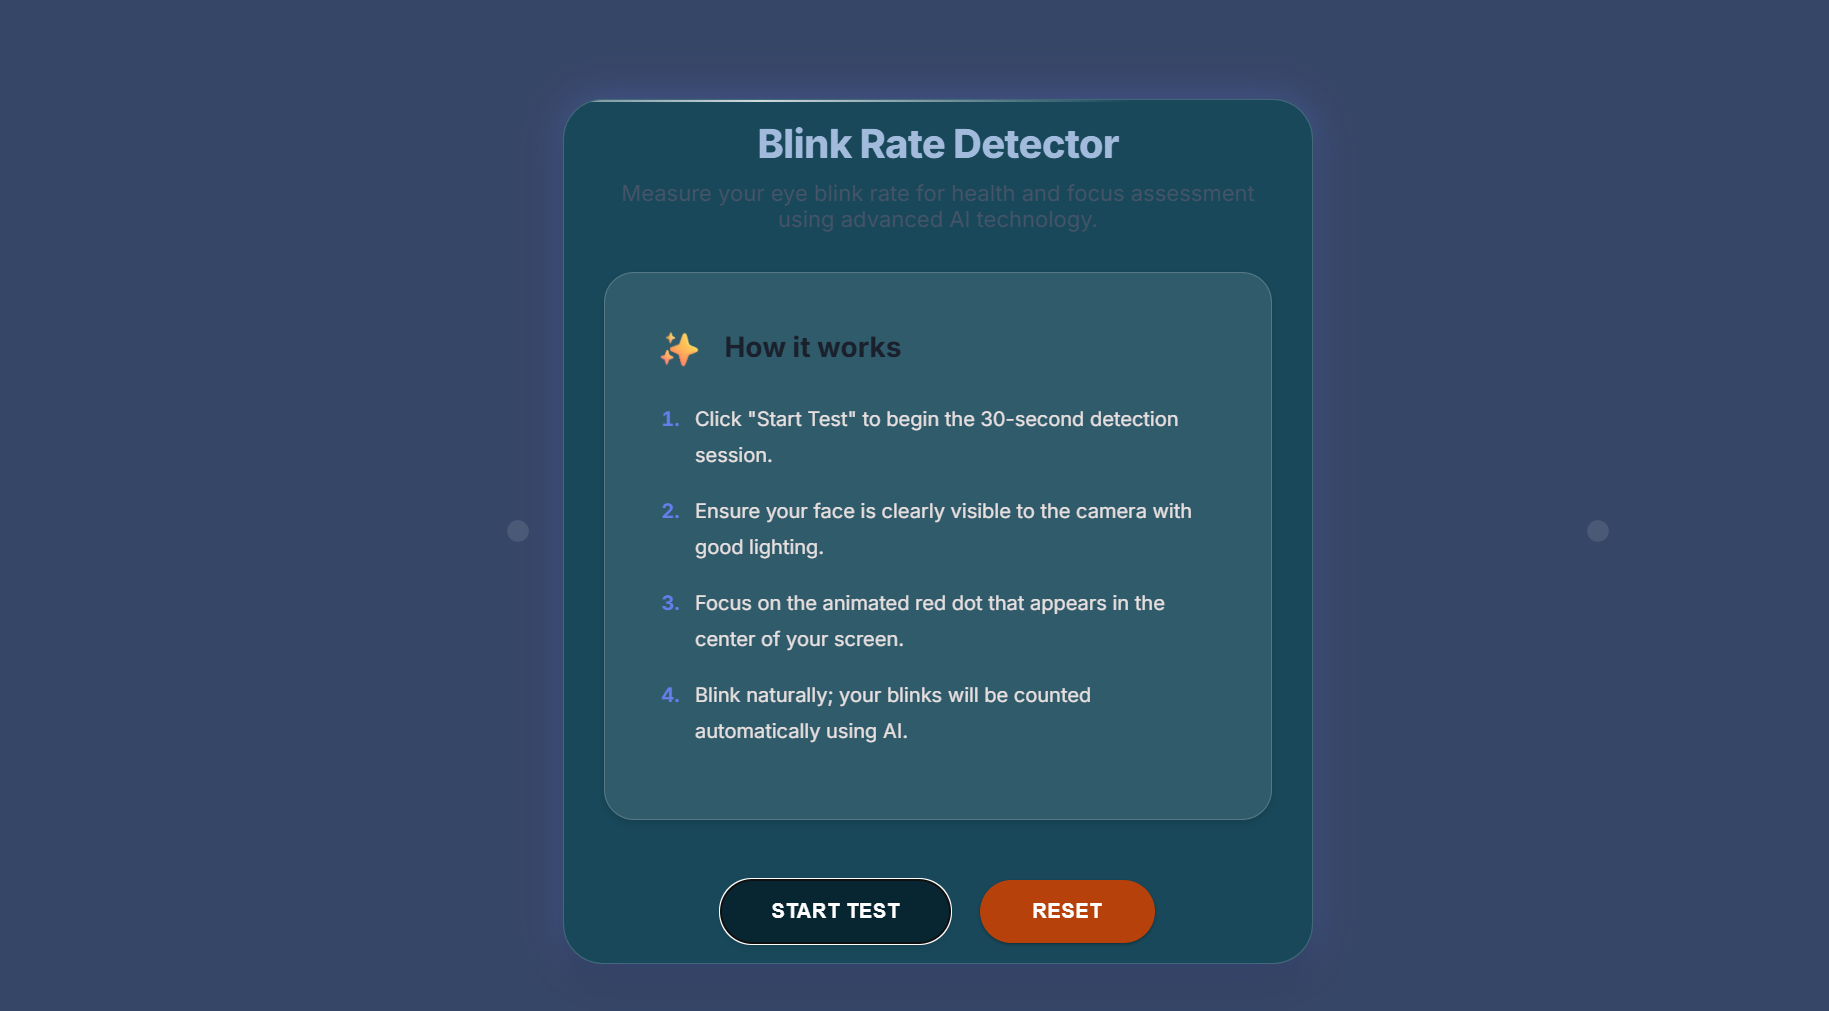 Blink Rate Detector
Measure your eye blink rate for health and focus assessment
using advanced AI technology.
How it works
1. Click "Start Test" to begin the 30-second detection
session.
2. Ensure your face is clearly visible to the camera with
good lighting.
3. Focus on the animated red dot that appears in the
center of your screen.
4. Blink naturally; your blinks will be counted
automatically using AI.
START TEST
RESET